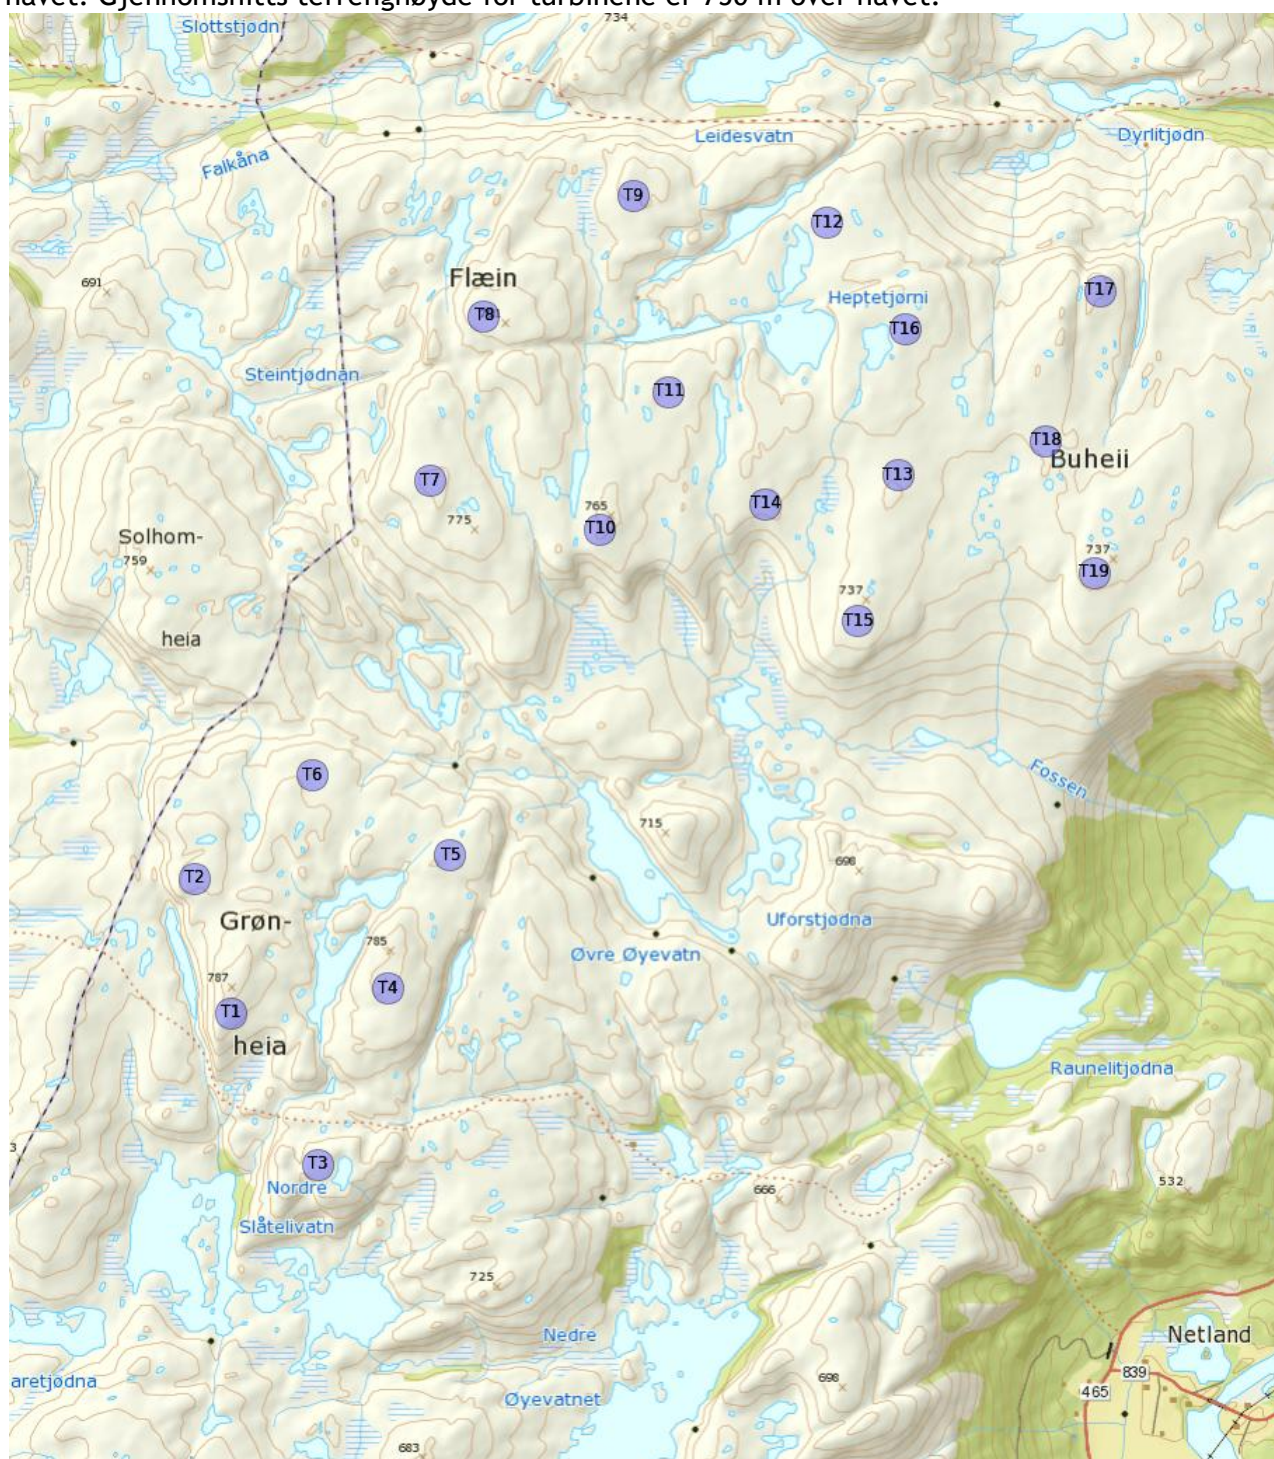 havet. Gjennomsnitts terrenghøyde for turbinene er 750 m over havet.
734
Slottstjødn
Leidesvatn
Dyrlitjødn
Falkåna
T9
T12
Flæin
691
T17
Heptetjørni
T8
T16
Steintjødnan
T11
T18
Buheii
T7
T13
765
T14
775
T10
Solhom-
759
737
T19
737
T15
heia
Fossen
T6
715
T5
698
T2
Grøn-
Uforstjødna
785
Øvre Øyevatn
787
T4
T1
heia
Raunelitjødna
3
T3
Nordre
532
666
Slåtelivatn
725
Nedre
Netland
839
aretjødna
698
465
Øyevatnet
683